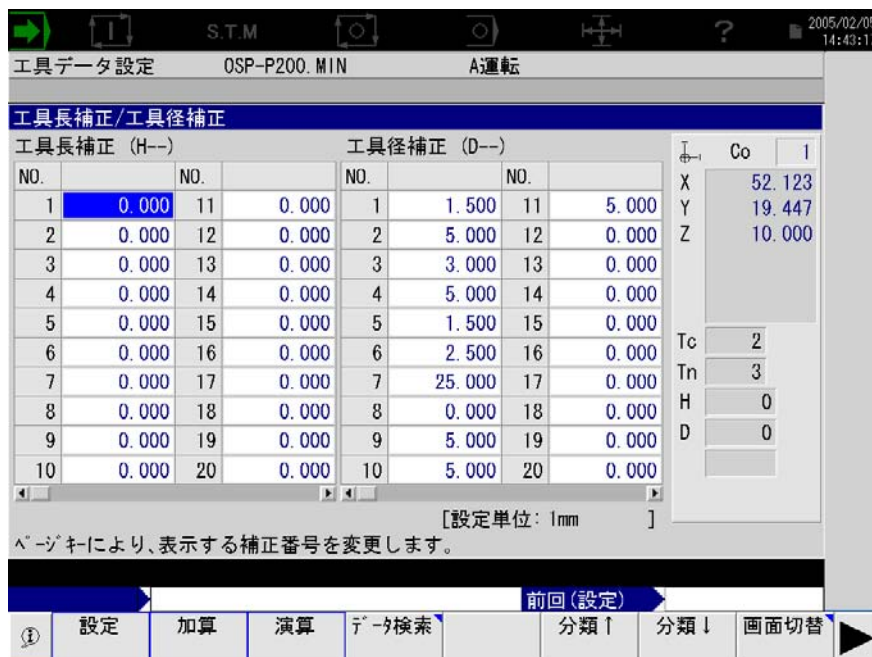 S.T.M
2005/02/05
14:43:1
工具データ設定 OSP-P200.MIN A運転
工具長補正/工具径補正
工具長補正 (H--) 工具径補正 (D--)
Co 1
NO. NO. NO. NO.
X 52.123
Y 19.447
Z 10.000
1 0.000 11 0.000 1 1.500 11 5.000
2 0.000 12 0.000 2 5.000 12 0.000
3 0.000 13 0.000 3 3.000 13 0.000
4 0.000 14 0.000 4 5.000 14 0.000
5 0.000 15 0.000 5 1.500 15 0.000
6 0.000 16 0.000 6 2.500 16 0.000
7 0.000 17 0.000 7 25.000 17 0.000
8 0.000 18 0.000 8 0.000 18 0.000
9 0.000 19 0.000 9 5.000 19 0.000
10 0.000 20 0.000 10 5.000 20 0.000
Tc 2
Tn 3
H 0
D 0
[設定単位: 1mm ]
ページキーにより、表示する補正番号を変更します。
前回(設定)
設定 加算 演算 データ検索 分類↑ 分類↓ 画面切替